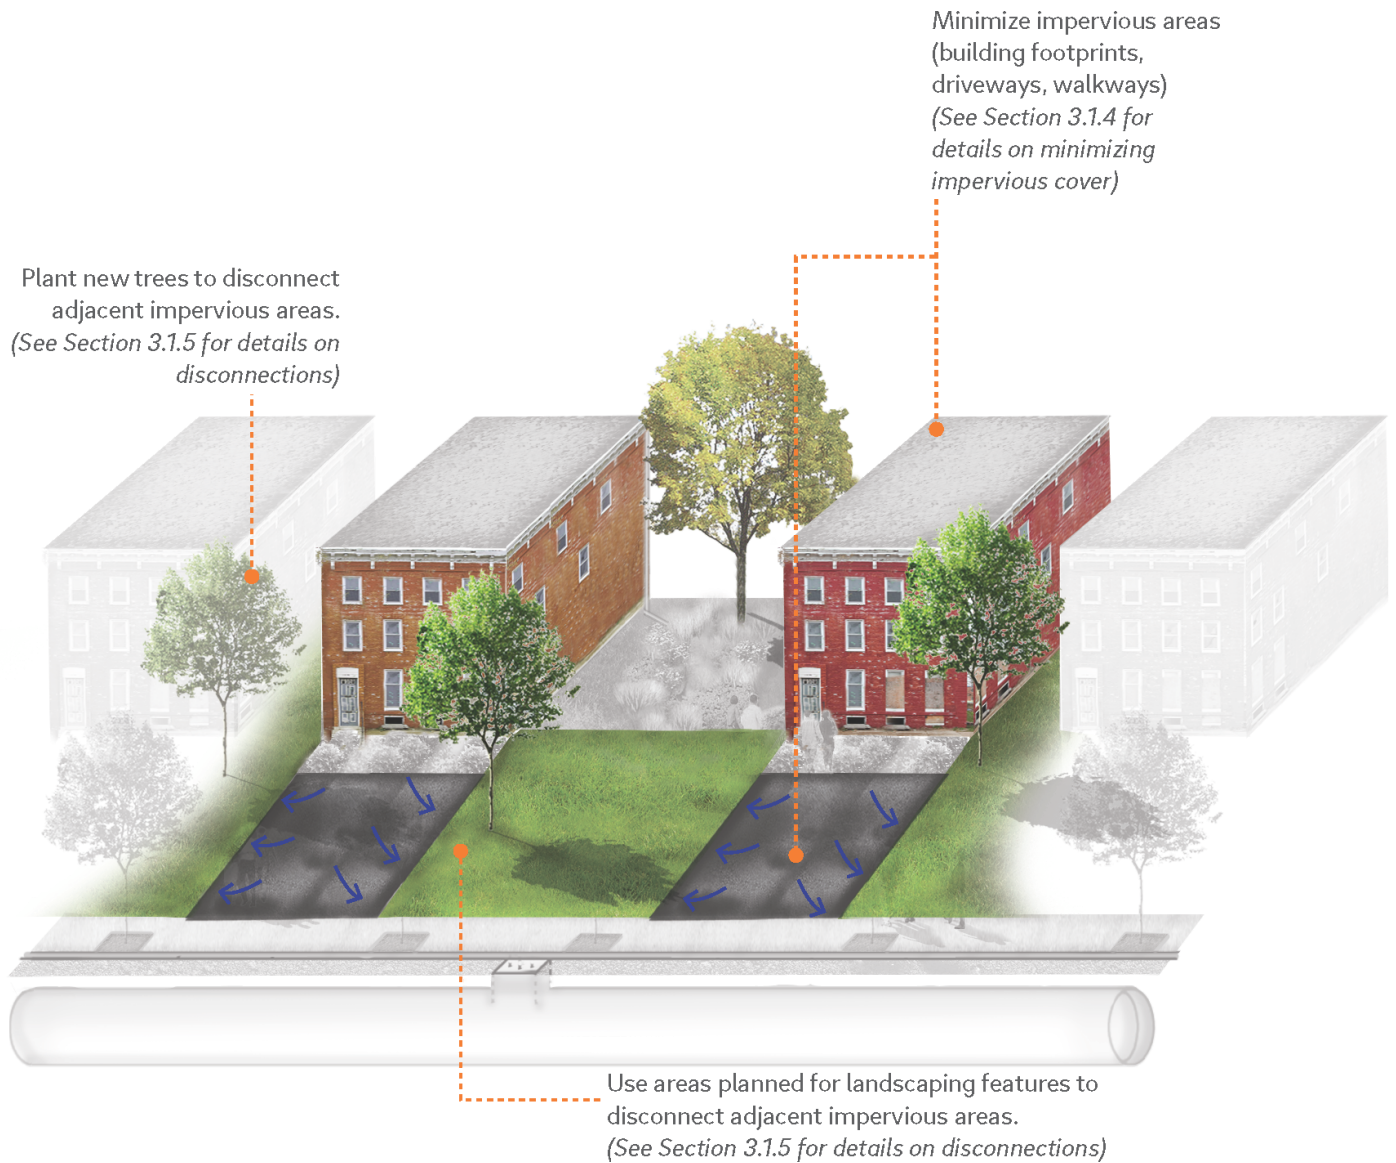 Minimize impervious areas
(building footprints,
driveways, walkways)
(See Section 3.1.4 for
details on minimizing
impervious cover)
Plant new trees to disconnect
adjacent impervious areas.
(See Section 3.1.5 for details on
disconnections)
Use areas planned for landscaping features to
disconnect adjacent impervious areas.
(See Section 3.1.5 for details on disconnections)